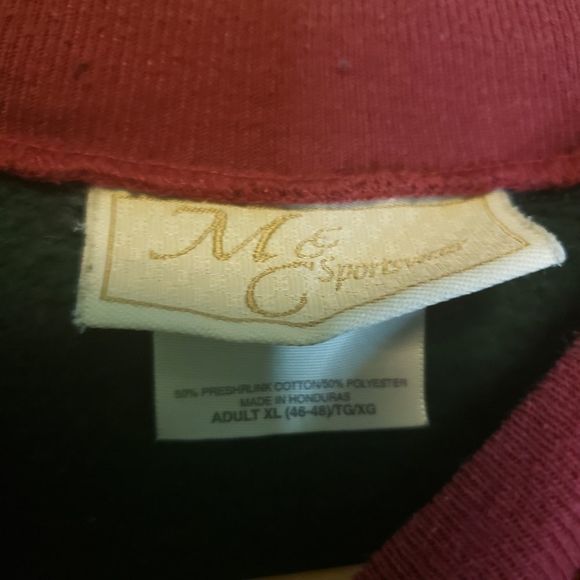 M &
C Sportswear
50% PRESHRUNK COTTON/50% POLYESTER
MADE IN HONDURAS
ADULT XL (46-48)/TG/XG